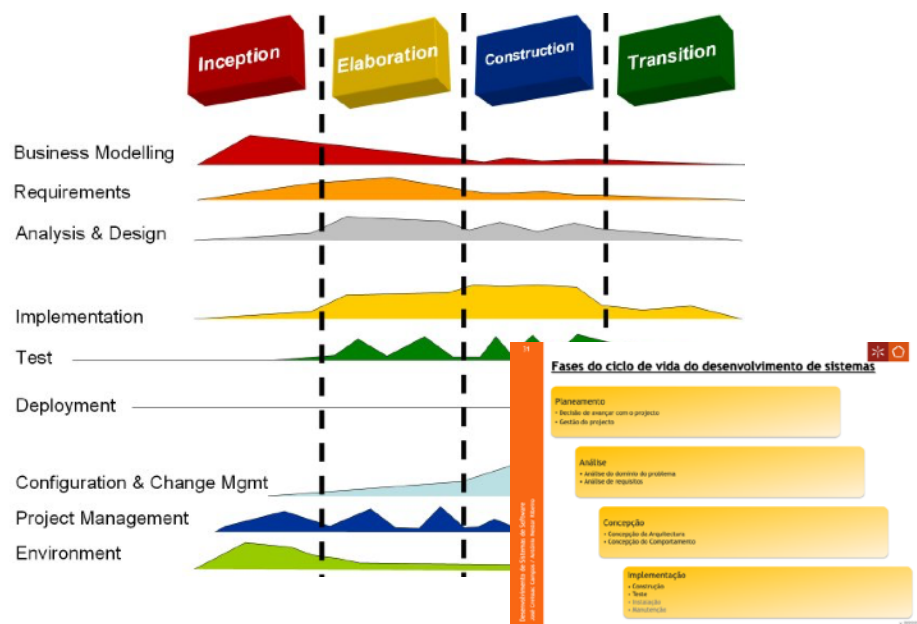 Inception
Elaboration
Construction
Transition
Business Modelling
Requirements
Analysis & Design
Implementation
Test
Deployment
Configuration & Change Mgmt
Project Management
Environment
Fases do ciclo de vida do desenvolvimento de sistemas
Planeamento
• Decisão de avançar com o projecto
• Gestão do projecto
Análise
• Análise do domínio do problema
• Análise de requisitos
Concepção
• Concepção da Arquitectura
• Concepção do Comportamento
Implementação
• Construção
• Teste
• Instalação
• Manutenção
Desenvolvimento de Sistemas de Software